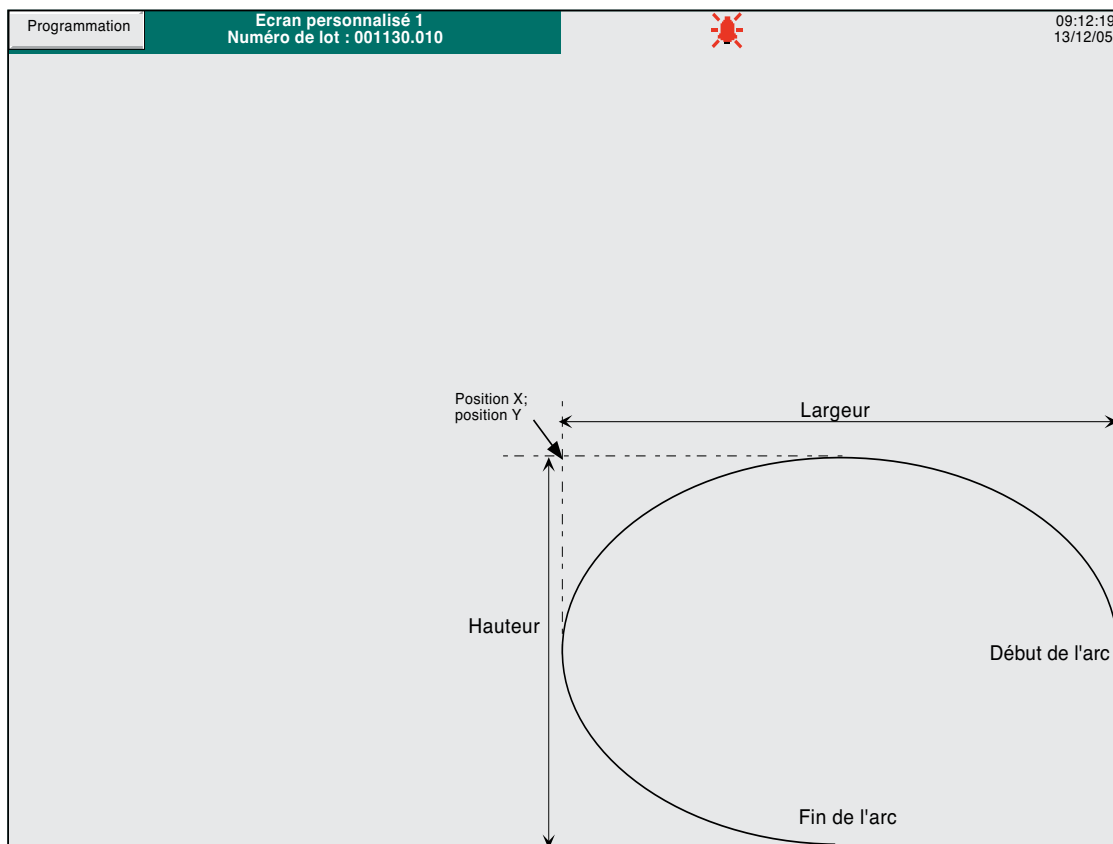 Programmation
Ecran personnalisé 1
Numéro de lot : 001130.010
09:12:19
13/12/05
Position X;
position Y
Largeur
Hauteur
Début de l'arc
Fin de l'arc